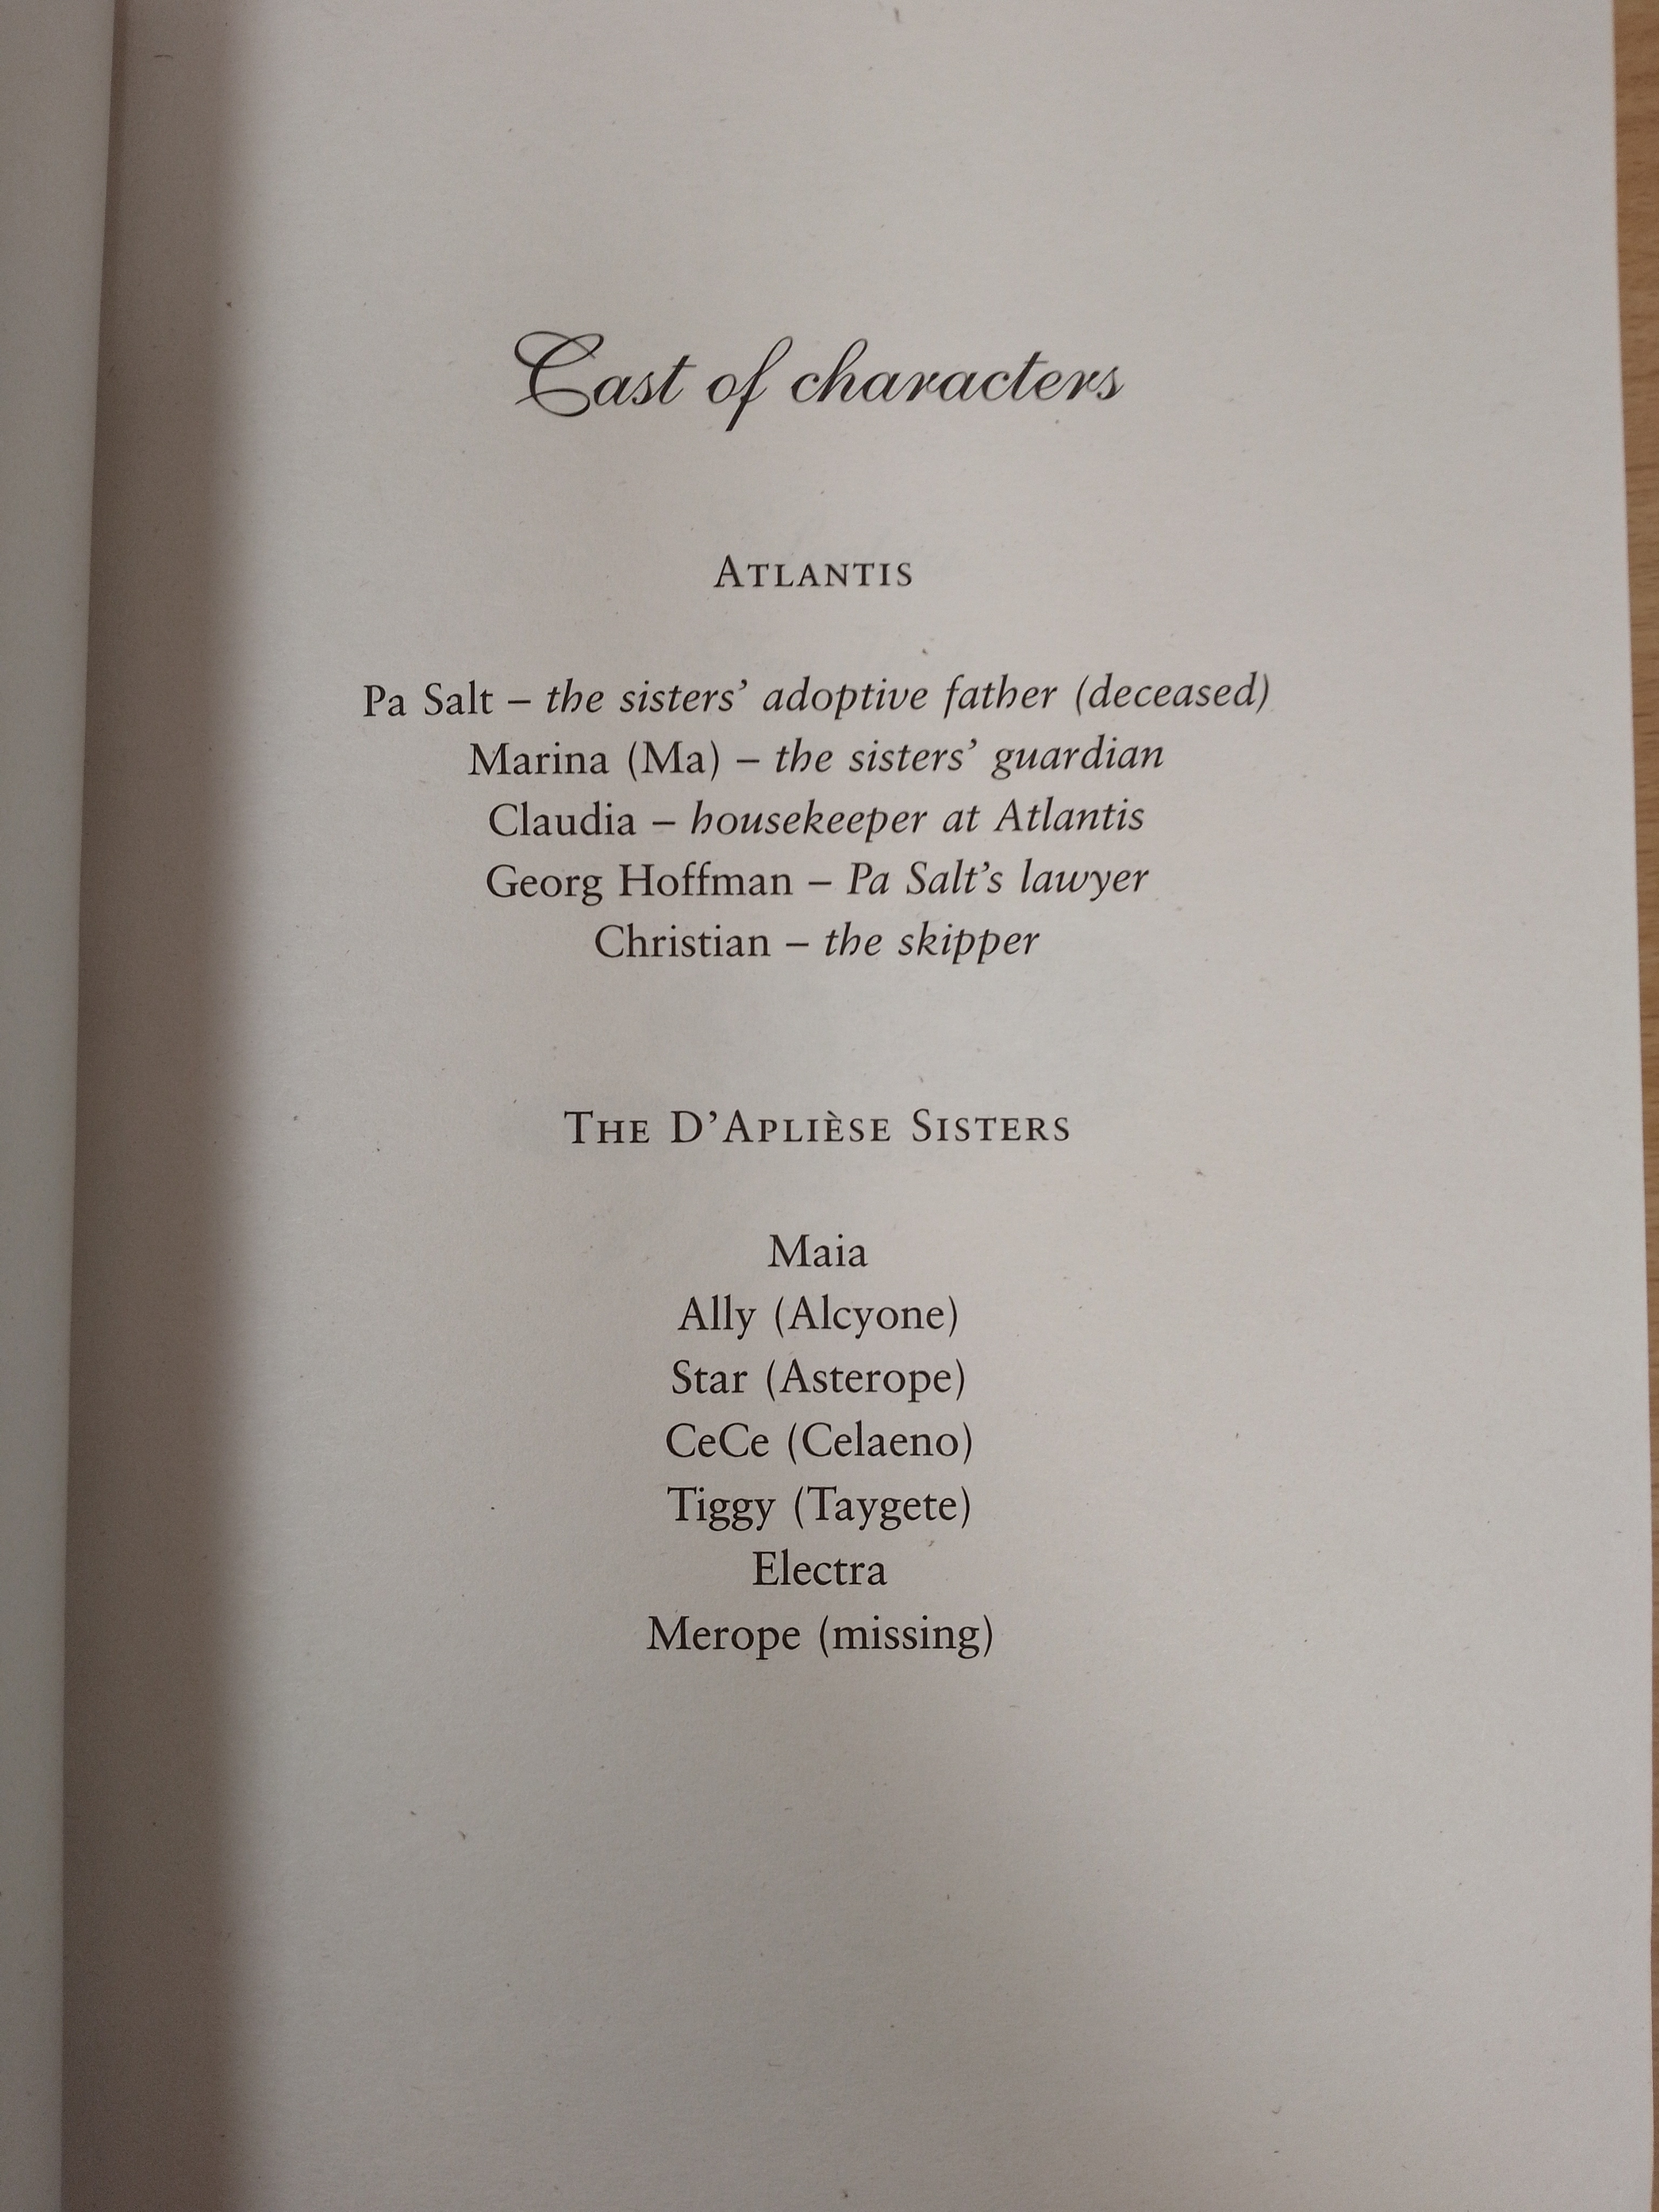 Cast of characters
ATLANTIS
Pa Salt – the sisters’ adoptive father (deceased)
Marina (Ma) – the sisters’ guardian
Claudia – housekeeper at Atlantis
Georg Hoffman – Pa Salt’s lawyer
Christian – the skipper
THE D’APLIÈSE SISTERS
Maia
Ally (Alcyone)
Star (Asterope)
CeCe (Celaeno)
Tiggy (Taygete)
Electra
Merope (missing)